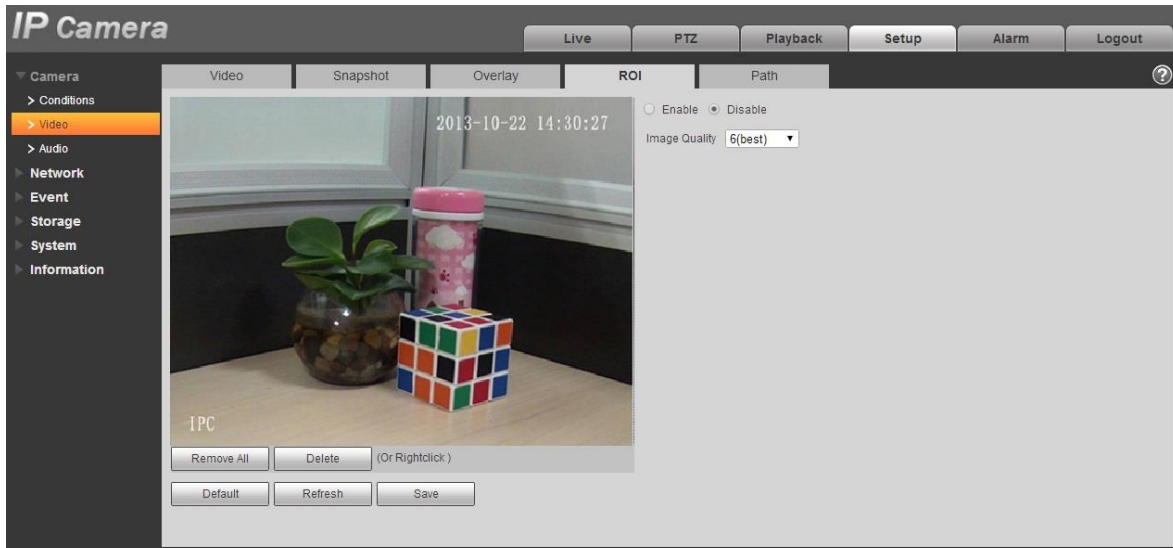 IP Camera
Live PTZ Playback Setup Alarm Logout
Camera Video Snapshot Overlay ROI Path ?
> Conditions
> Video
> Audio
Network
Event
Storage
System
Information
2013-10-22 14:30:27
IPC
Enable Disable
Image Quality 6(best)
Remove All Delete (Or Rightclick )
Default Refresh Save